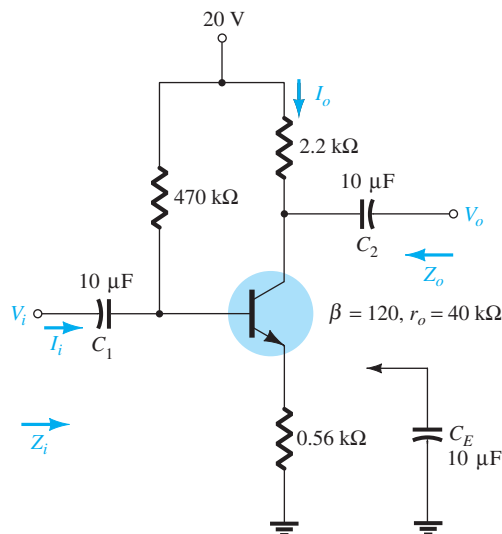 20 V
I_o
2.2 kΩ
470 kΩ
10 µF
V_o
C_2
Z_o
10 µF
V_i
I_i
C_1
β = 120, r_o = 40 kΩ
Z_i
0.56 kΩ
C_E
10 µF